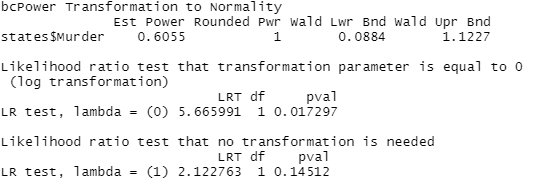 bcPower Transformation to Normality
Est Power Rounded Pwr Wald Lwr Bnd Wald Upr Bnd
states$Murder 0.6055 1 0.0884 1.1227
Likelihood ratio test that transformation parameter is equal to 0
(log transformation)
LRT df pval
LR test, lambda = (0) 5.665991 1 0.017297
Likelihood ratio test that no transformation is needed
LRT df pval
LR test, lambda = (1) 2.122763 1 0.14512